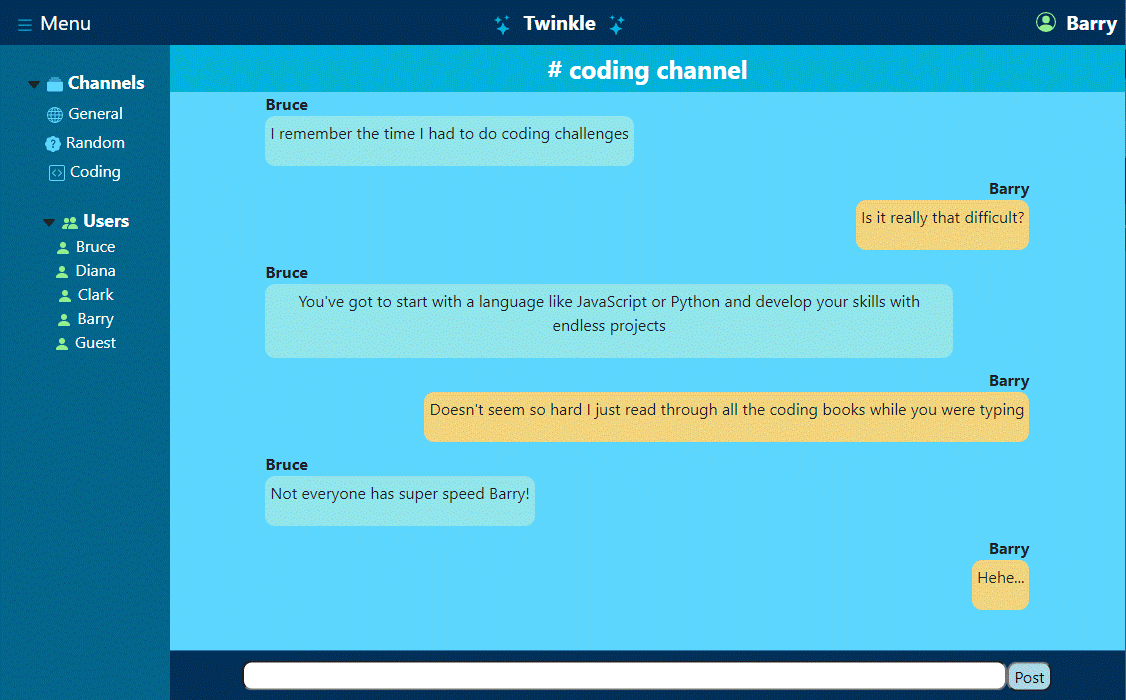 Menu
Twinkle
Barry
Channels
General
Random
Coding
Users
Bruce
Diana
Clark
Barry
Guest
# coding channel
Bruce
I remember the time I had to do coding challenges
Barry
Is it really that difficult?
Bruce
You've got to start with a language like JavaScript or Python and develop your skills with
endless projects
Barry
Doesn't seem so hard I just read through all the coding books while you were typing
Bruce
Not everyone has super speed Barry!
Barry
Hehe...
Post